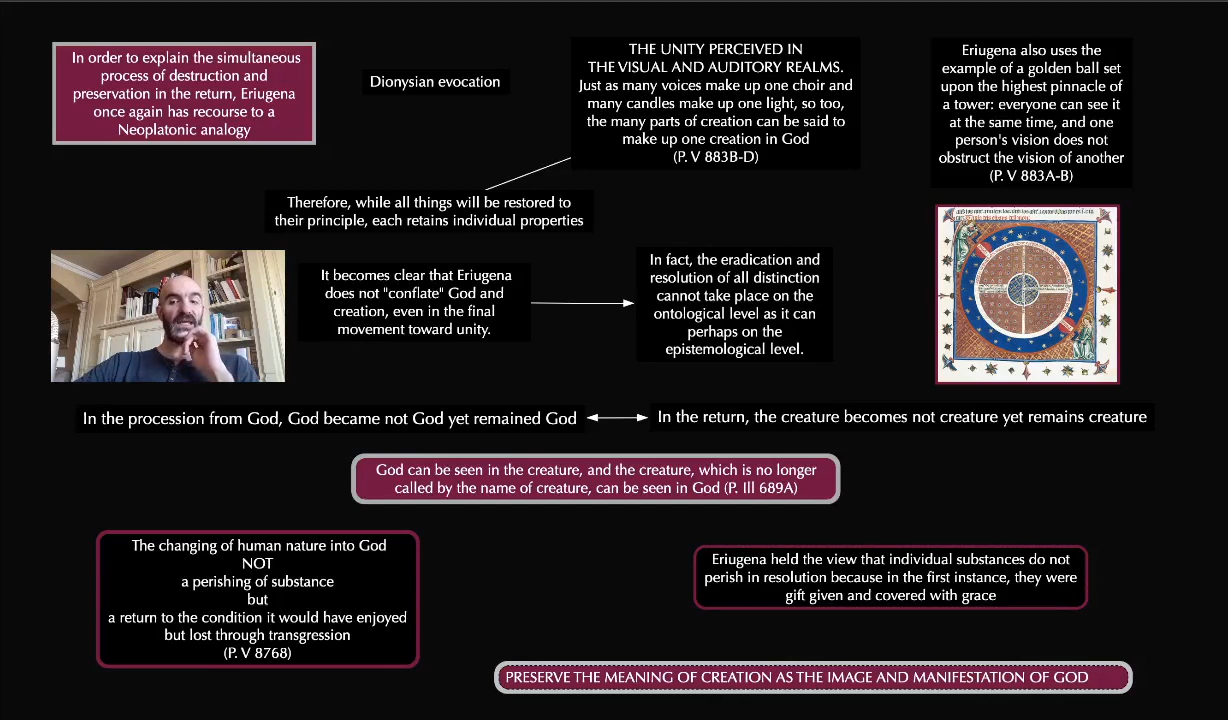 In order to explain the simultaneous
process of destruction and
preservation in the return, Eriugena
once again has recourse to a
Neoplatonic analogy
Dionysian evocation
THE UNITY PERCEIVED IN
THE VISUAL AND AUDITORY REALMS.
Just as many voices make up one choir and
many candles make up one light, so too,
the many parts of creation can be said to
make up one creation in God
(P. V 883B-D)
Eriugena also uses the
example of a golden ball set
upon the highest pinnacle of
a tower: everyone can see it
at the same time, and one
person's vision does not
obstruct the vision of another
(P. V 883A-B)
Therefore, while all things will be restored to
their principle, each retains individual properties
It becomes clear that Eriugena
does not "conflate" God and
creation, even in the final
movement toward unity.
In fact, the eradication and
resolution of all distinction
cannot take place on the
ontological level as it can
perhaps on the
epistemological level.
In the procession from God, God became not God yet remained God
In the return, the creature becomes not creature yet remains creature
God can be seen in the creature, and the creature, which is no longer
called by the name of creature, can be seen in God (P. Ill 689A)
The changing of human nature into God
NOT
a perishing of substance
but
a return to the condition it would have enjoyed
but lost through transgression
(P. V 8768)
Eriugena held the view that individual substances do not
perish in resolution because in the first instance, they were
gift given and covered with grace
PRESERVE THE MEANING OF CREATION AS THE IMAGE AND MANIFESTATION OF GOD